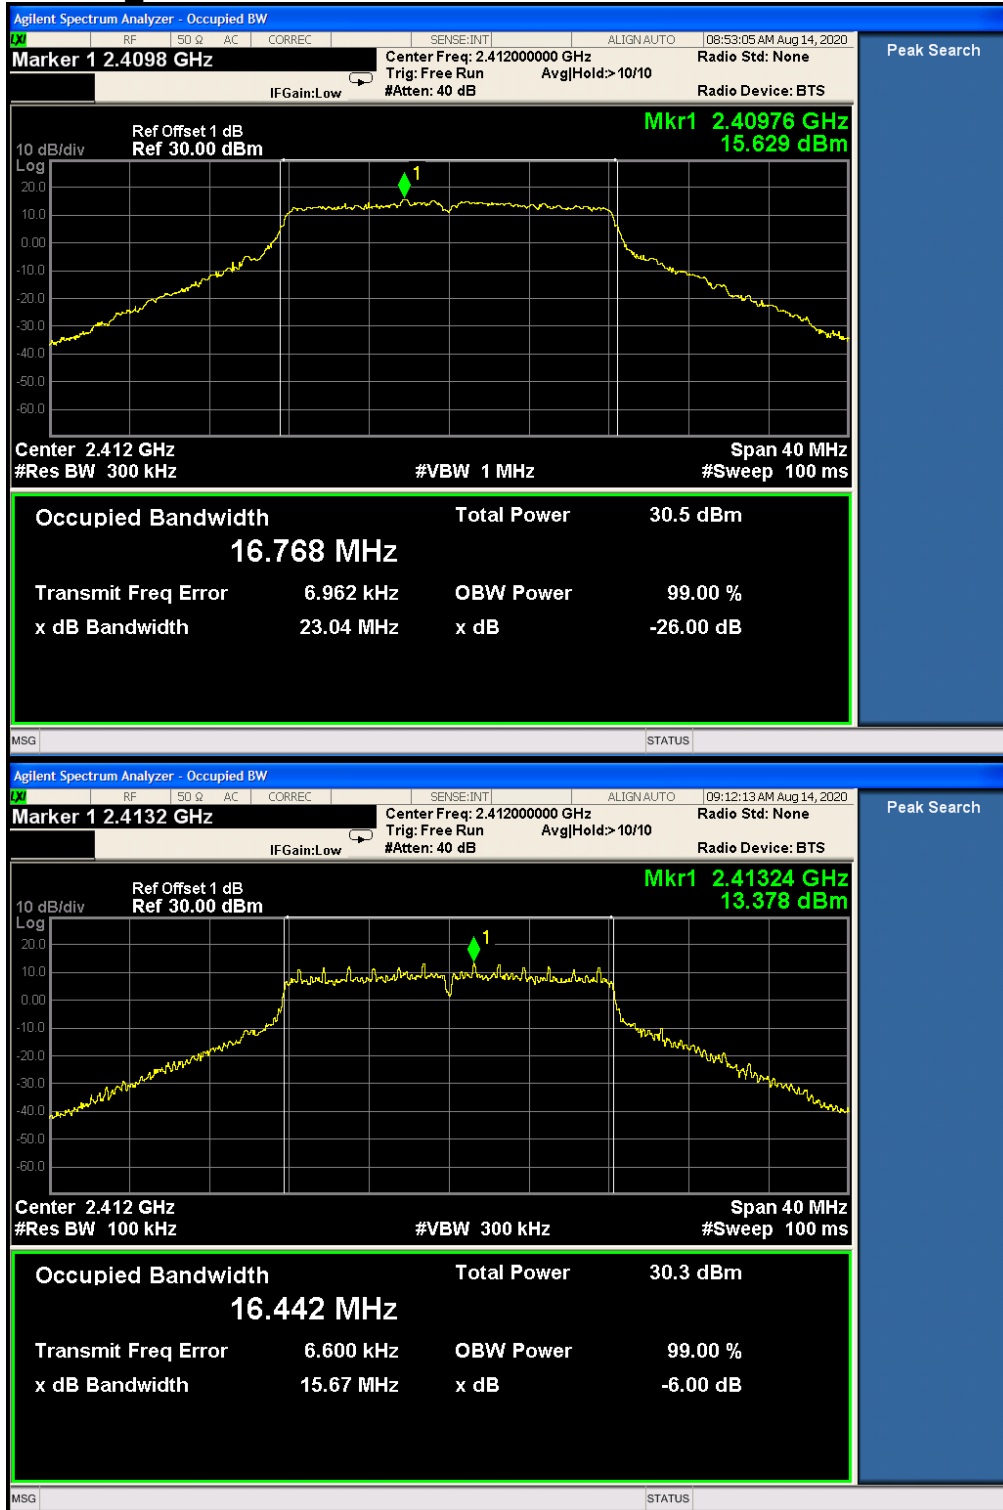 Agilent Spectrum Analyzer - Occupied BW
LXI RF 50 Ω AC CORREC SENSE:INT ALIGN AUTO 08:53:05 AM Aug 14, 2020
Marker 1 2.4098 GHz Center Freq: 2.412000000 GHz Radio Std: None Peak Search
Trig: Free Run Avg|Hold:> 10/10
IFGain:Low #Atten: 40 dB Radio Device: BTS
Mkr1 2.40976 GHz
Ref Offset 1 dB 15.629 dBm
10 dB/div Ref 30.00 dBm
Log
1
20.0
10.0
0.00
-10.0
-20.0
-30.0
-40.0
-50.0
-60.0
Center 2.412 GHz Span 40 MHz
#Res BW 300 kHz #VBW 1 MHz #Sweep 100 ms
Occupied Bandwidth Total Power 30.5 dBm
16.768 MHz
Transmit Freq Error 6.962 kHz OBW Power 99.00 %
x dB Bandwidth 23.04 MHz x dB -26.00 dB
MSG STATUS
Agilent Spectrum Analyzer - Occupied BW
LXI RF 50 Ω AC CORREC SENSE:INT ALIGN AUTO 09:12:13 AM Aug 14, 2020
Marker 1 2.4132 GHz Center Freq: 2.412000000 GHz Radio Std: None Peak Search
Trig: Free Run Avg|Hold:> 10/10
IFGain:Low #Atten: 40 dB Radio Device: BTS
Mkr1 2.41324 GHz
Ref Offset 1 dB 13.378 dBm
10 dB/div Ref 30.00 dBm
Log
1
20.0
10.0
0.00
-10.0
-20.0
-30.0
-40.0
-50.0
-60.0
Center 2.412 GHz Span 40 MHz
#Res BW 100 kHz #VBW 300 kHz #Sweep 100 ms
Occupied Bandwidth Total Power 30.3 dBm
16.442 MHz
Transmit Freq Error 6.600 kHz OBW Power 99.00 %
x dB Bandwidth 15.67 MHz x dB -6.00 dB
MSG STATUS